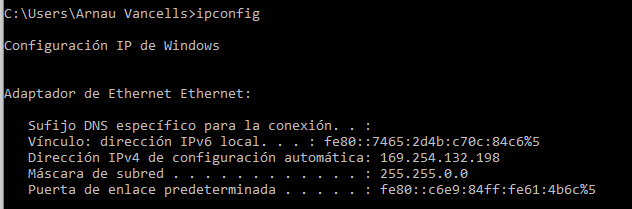 C:\Users\Arnau Vancells>ipconfig
Configuración IP de Windows
Adaptador de Ethernet Ethernet:
Sufijo DNS específico para la conexión. . :
Vínculo: dirección IPv6 local. . . : fe80::7465:2d4b:c70c:84c6%5
Dirección IPv4 de configuración automática: 169.254.132.198
Máscara de subred . . . . . . . . . . . . : 255.255.0.0
Puerta de enlace predeterminada . . . . . : fe80::c6e9:84ff:fe61:4b6c%5